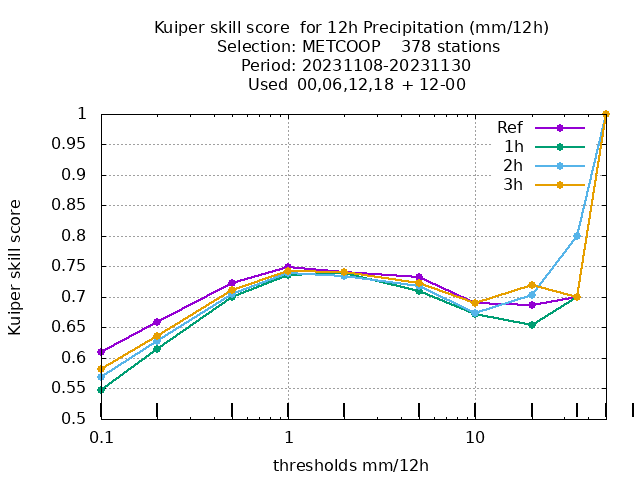 Kuiper skill score  for 12h Precipitation (mm/12h)
Selection: METCOOP    378 stations
Period: 20231108-20231130
Used  00,06,12,18  + 12-00
Kuiper skill score
1
0.95
0.9
0.85
0.8
0.75
0.7
0.65
0.6
0.55
0.5
Ref
1h
2h
3h
0.1 1 10
thresholds mm/12h